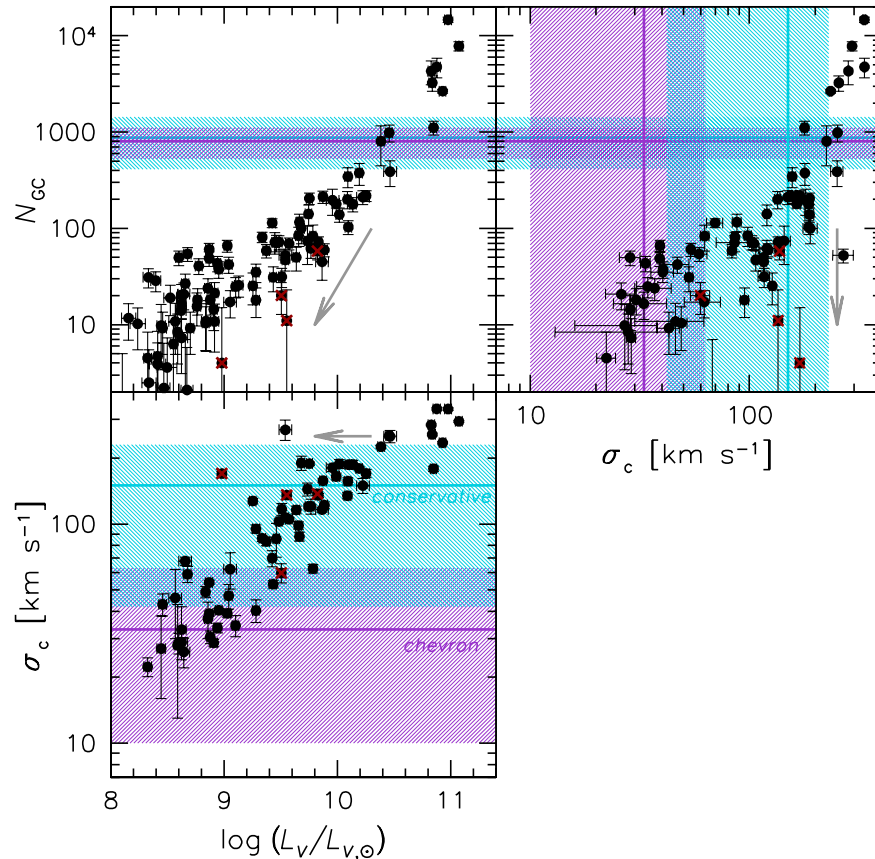 10⁴
1000
100
10
N_GC
10
100
σ_c [km s⁻¹]
100
10
σ_c [km s⁻¹]
conservative
chevron
8
9
10
11
log (L_V/L_V,⊙)